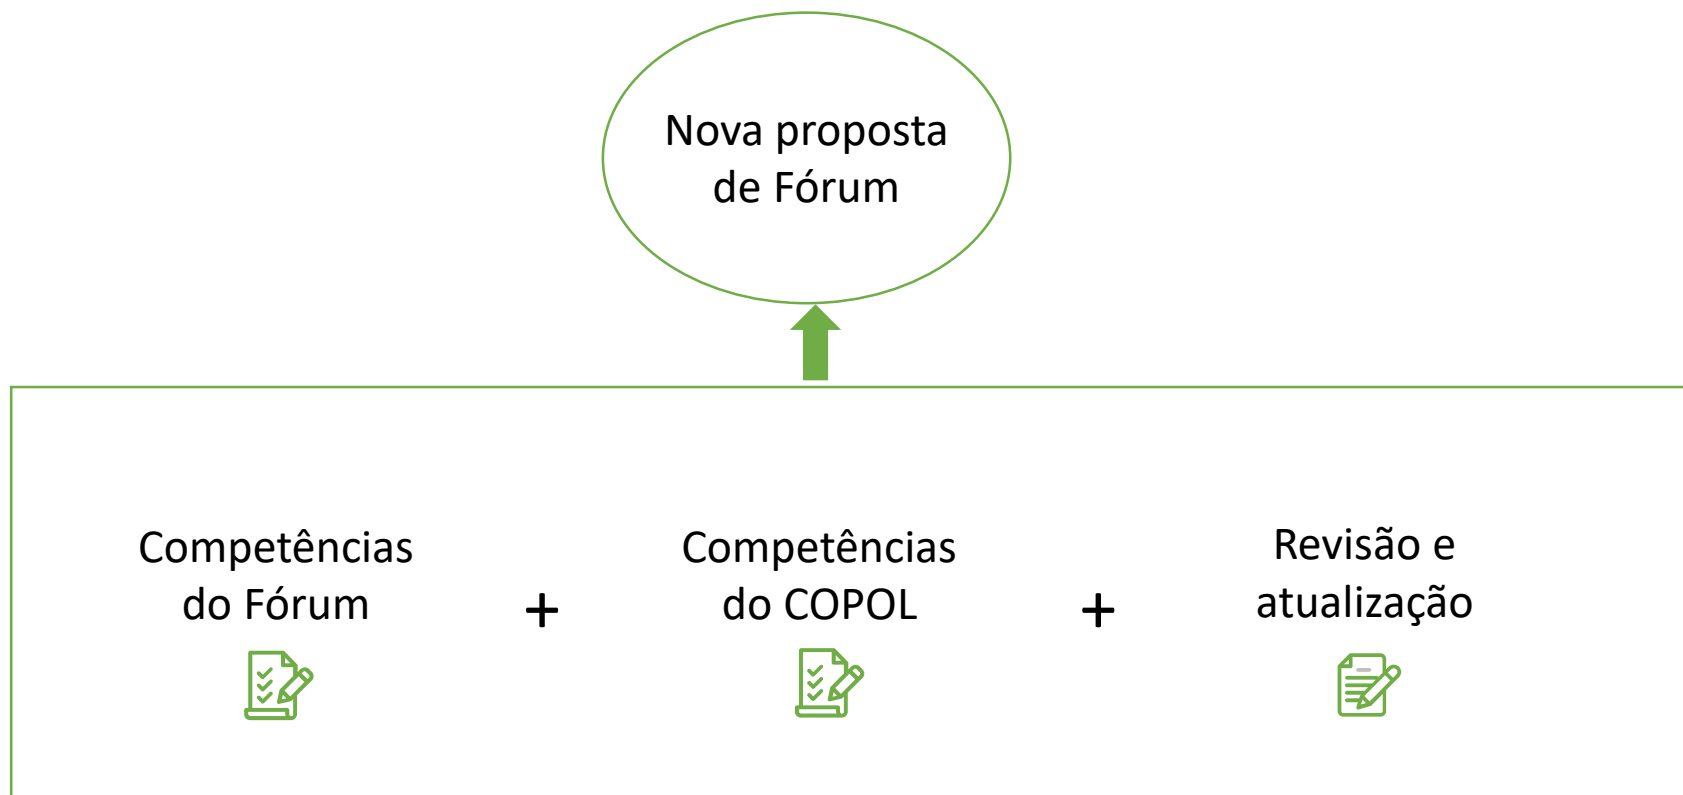 Nova proposta
de Fórum
Competências
do Fórum
+
Competências
do COPOL
+
Revisão e
atualização